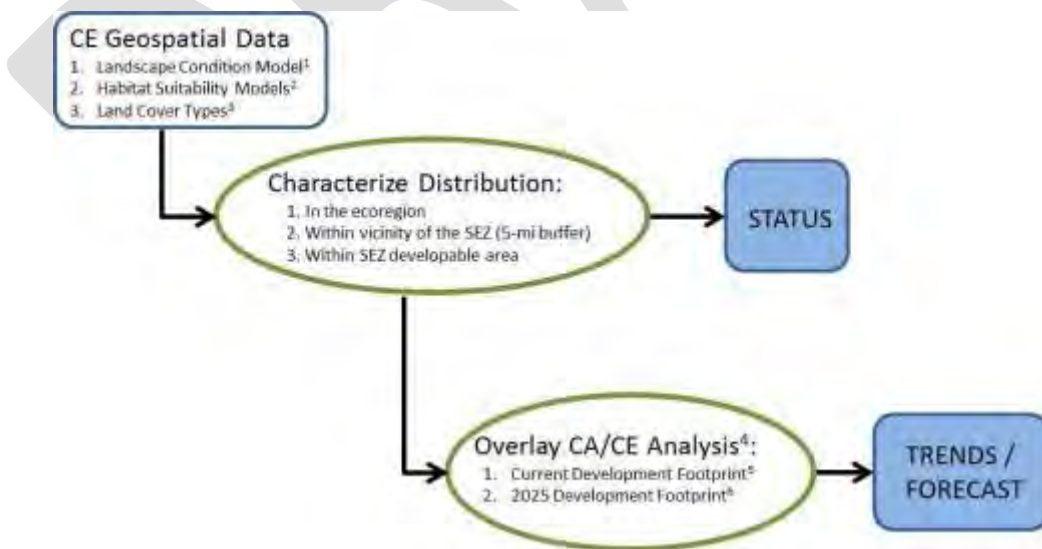 CE Geospatial Data
1. Landscape Condition Model¹
2. Habitat Suitability Models²
3. Land Cover Types³
Characterize Distribution:
1. In the ecoregion
2. Within vicinity of the SEZ (5-mi buffer)
3. Within SEZ developable area
STATUS
Overlay CA/CE Analysis⁴:
1. Current Development Footprint⁵
2. 2025 Development Footprint⁶
TRENDS /
FORECAST